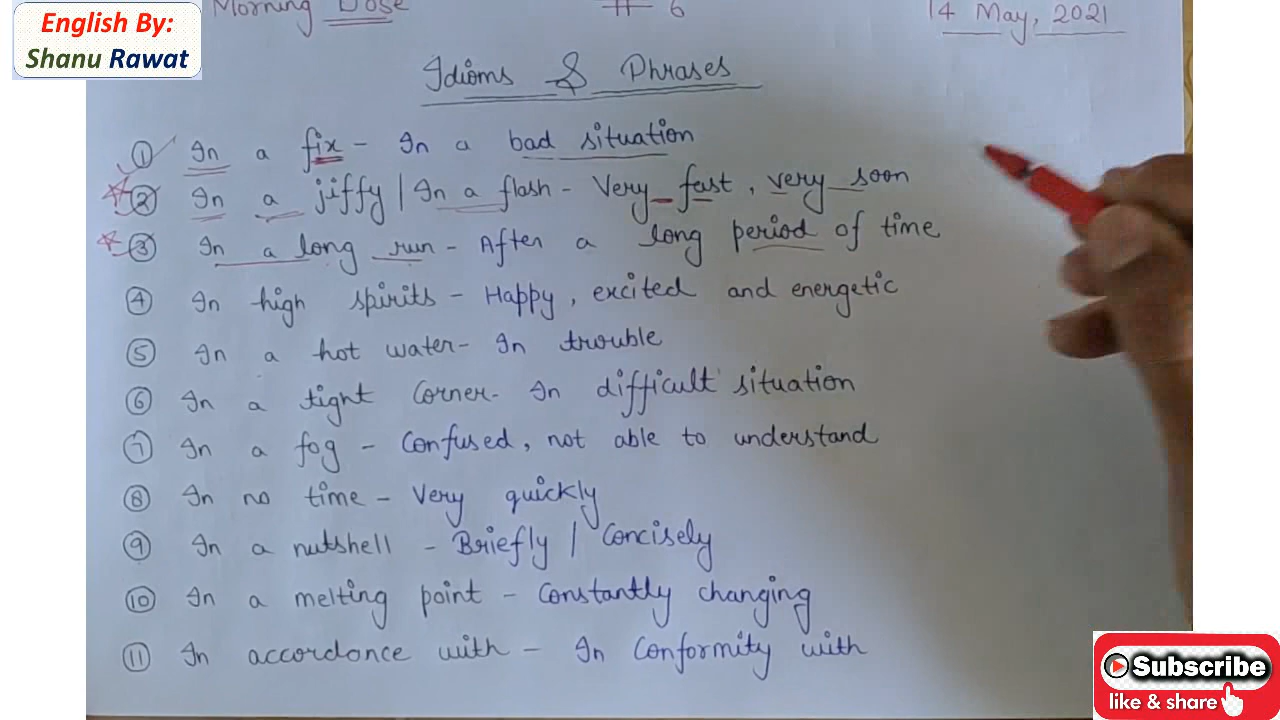 English By:
Shanu Rawat
Morning Dose # 6 14 May, 2021
Idioms & Phrases
① In a fix - In a bad situation
② In a jiffy | In a flash - Very fast, very soon
③ In a long run - After a long period of time
④ In high spirits - Happy, excited and energetic
⑤ In a hot water - In trouble
⑥ In a tight corner - In difficult situation
⑦ In a fog - Confused, not able to understand
⑧ In no time - Very quickly
⑨ In a nutshell - Briefly | Concisely
⑩ In a melting point - Constantly changing
⑪ In accordance with - In conformity with
Subscribe
like & share